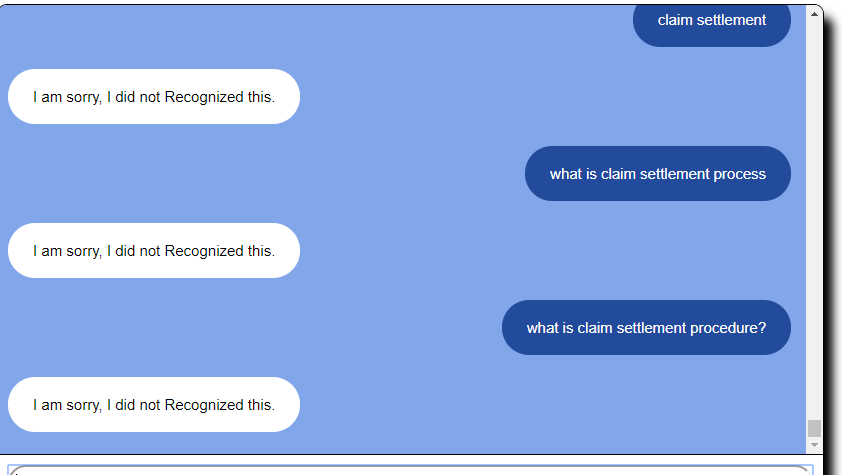 claim settlement
I am sorry, I did not Recognized this.
what is claim settlement process
I am sorry, I did not Recognized this.
what is claim settlement procedure?
I am sorry, I did not Recognized this.